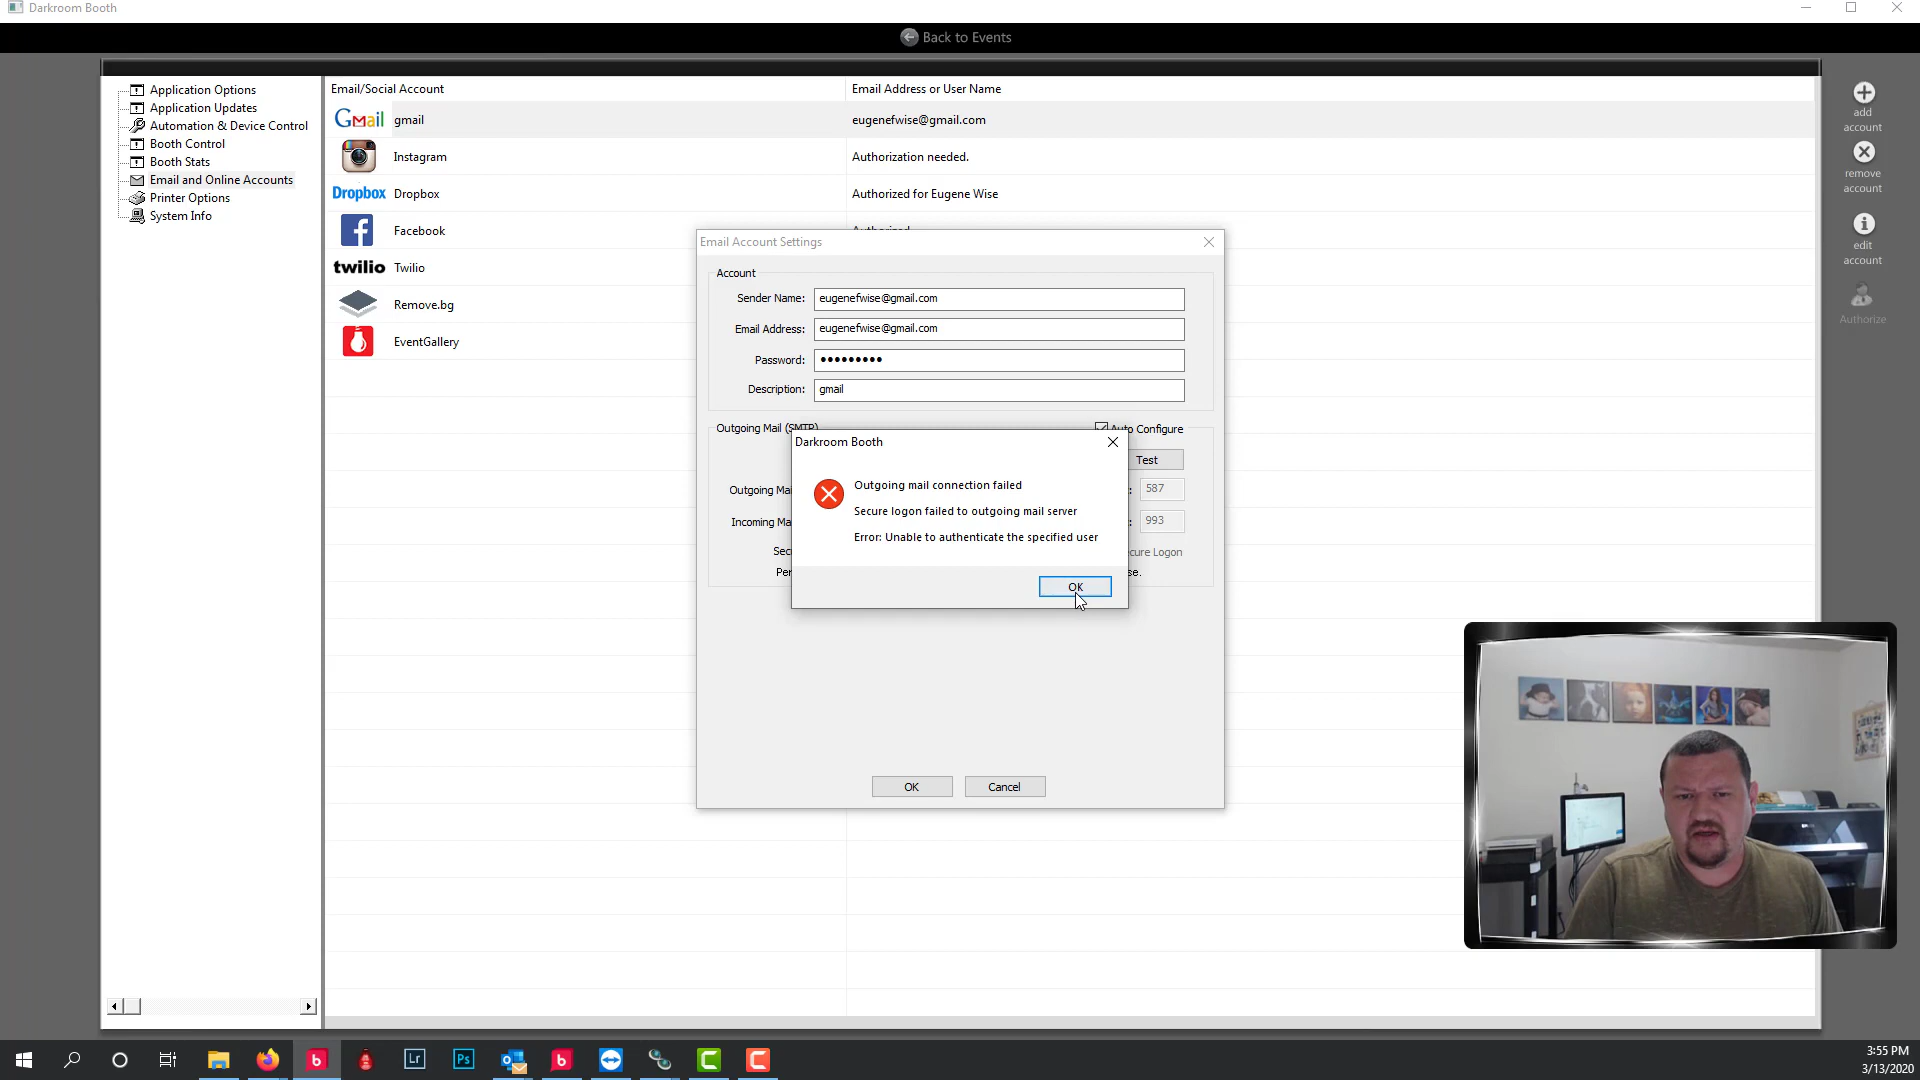 Darkroom Booth
Back to Events
Application Options
Application Updates
Automation & Device Control
Booth Control
Booth Stats
Email and Online Accounts
Printer Options
System Info
Email/Social Account
Email Address or User Name
Gmail gmail
eugenefwise@gmail.com
Instagram
Authorization needed.
Dropbox Dropbox
Authorized for Eugene Wise
Facebook
Authorized
twilio Twilio
Remove.bg
EventGallery
add
account
remove
account
edit
account
Authorize
Email Account Settings
Account
Sender Name: eugenefwise@gmail.com
Email Address: eugenefwise@gmail.com
Password: •••••••••
Description: gmail
Outgoing Mail (SMTP)
Auto Configure
Test
Outgoing Mai
: 587
Incoming Ma
: 993
Sec
cure Logon
Per
se.
Darkroom Booth
Outgoing mail connection failed
Secure logon failed to outgoing mail server
Error: Unable to authenticate the specified user
OK
OK
Cancel
b
Lr
Ps
b
C
C
3:55 PM
3/13/2020